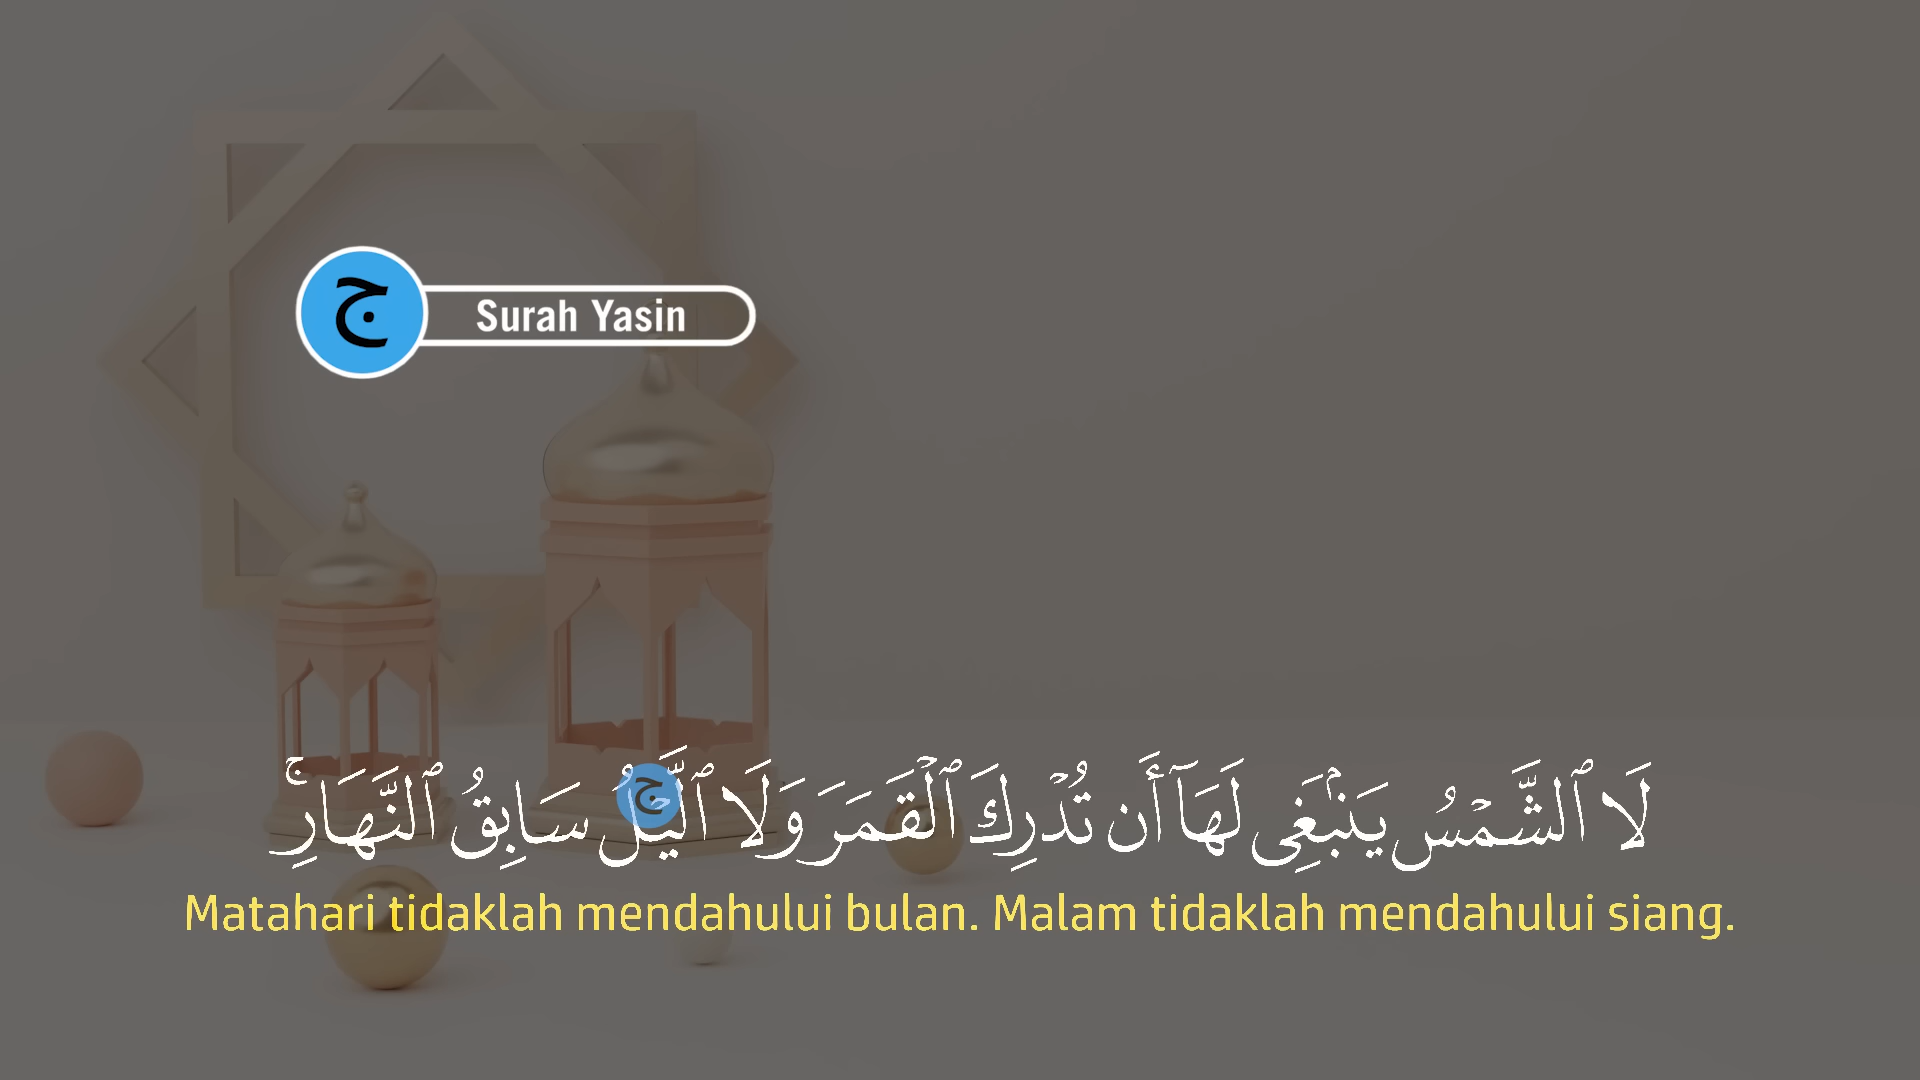 ج
Surah Yasin
لَا ٱلشَّمْسُ يَنۢبَغِى لَهَآ أَن تُدْرِكَ ٱلْقَمَرَ وَلَا ٱلَّيْلُ سَابِقُ ٱلنَّهَارِ ۚ
ج
Matahari tidaklah mendahului bulan. Malam tidaklah mendahului siang.